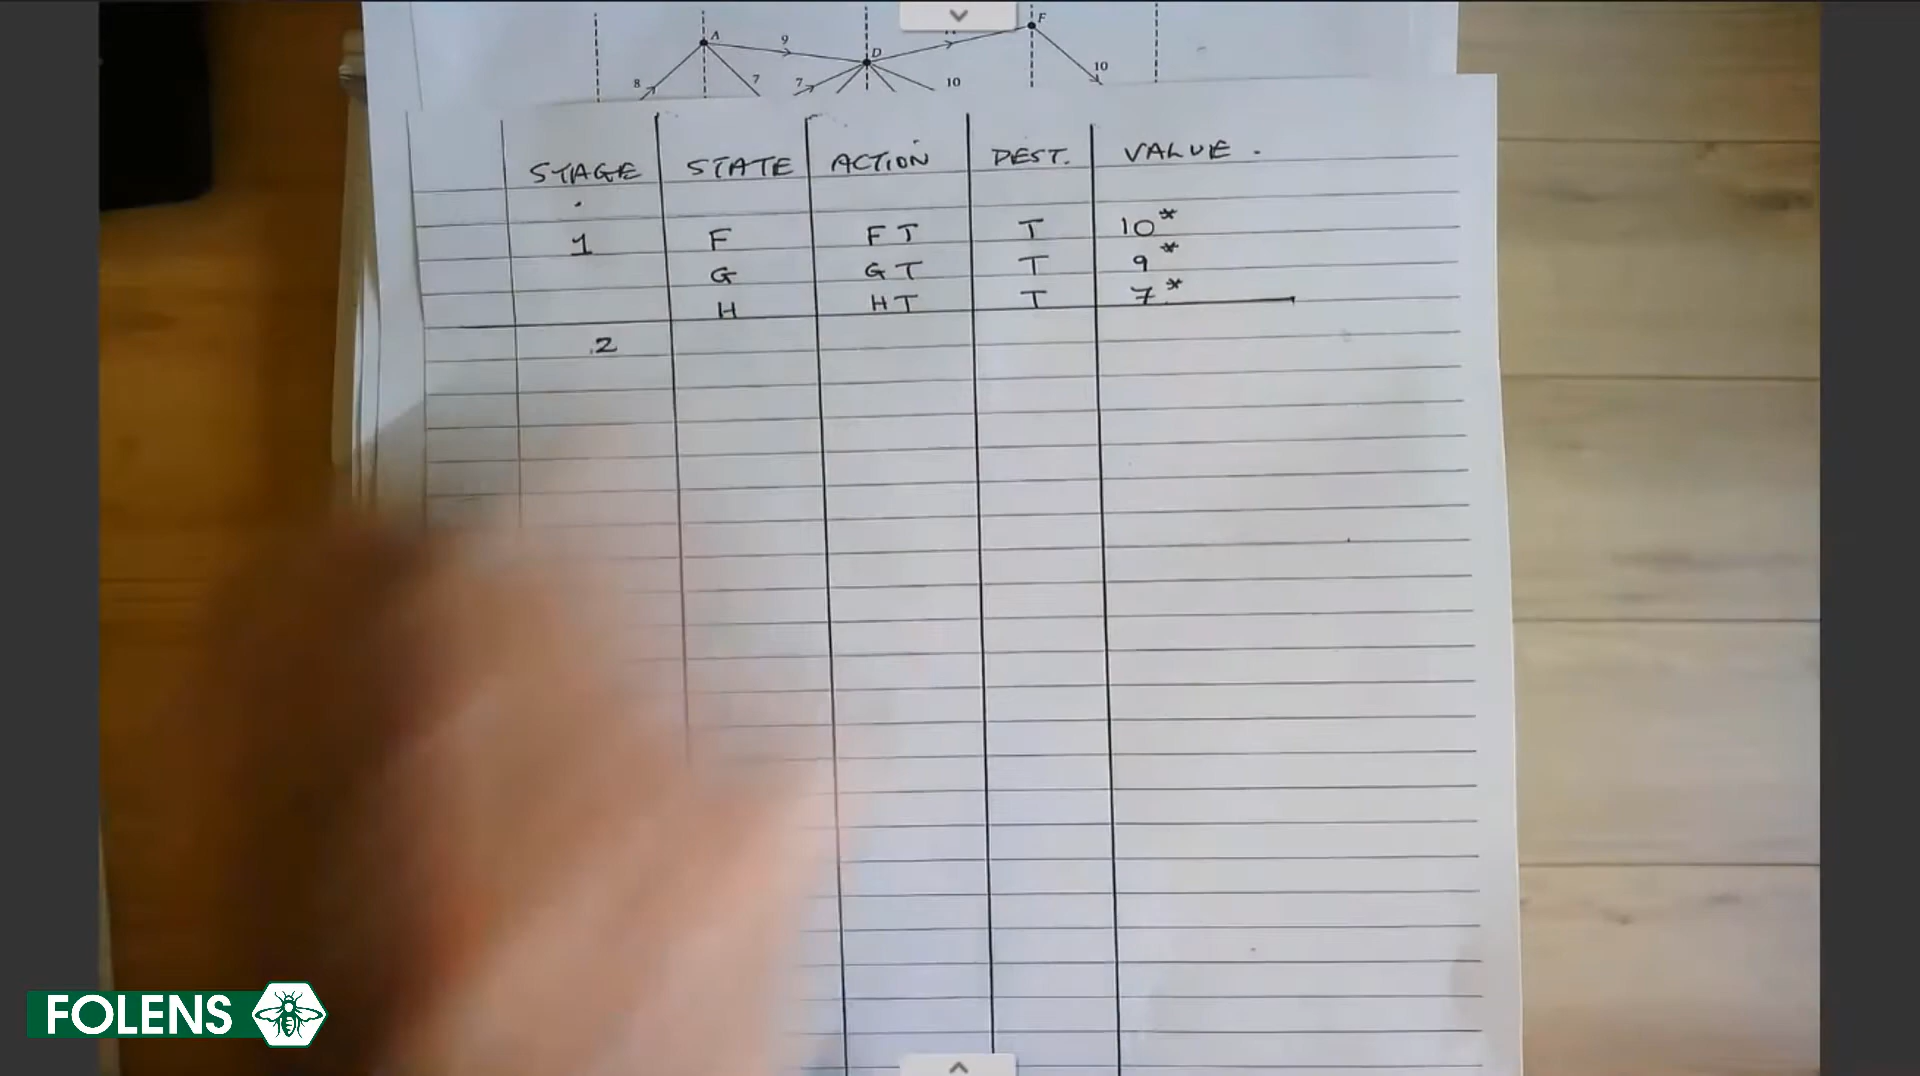 A
9
D
F
8
7
7
10
10
STAGE STATE ACTION DEST. VALUE.
1 F FT T 10*
G GT T 9*
H HT T 7*
2
FOLENS